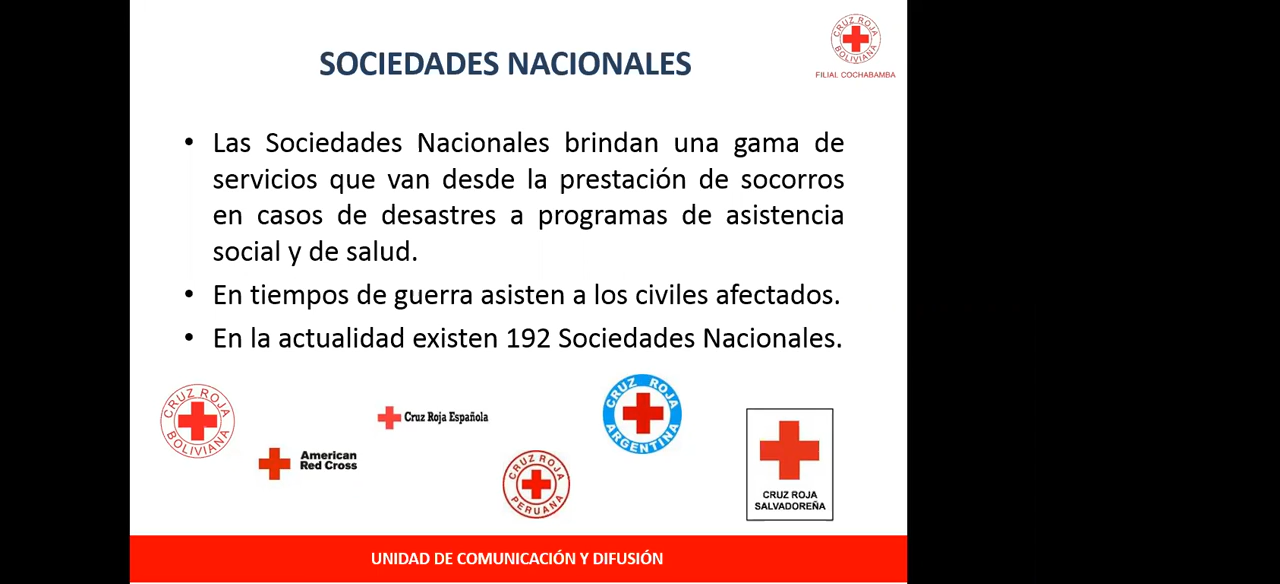 CRUZ ROJA
BOLIVIANA
FILIAL COCHABAMBA
SOCIEDADES NACIONALES
• Las Sociedades Nacionales brindan una gama de
servicios que van desde la prestación de socorros
en casos de desastres a programas de asistencia
social y de salud.
• En tiempos de guerra asisten a los civiles afectados.
• En la actualidad existen 192 Sociedades Nacionales.
CRUZ ROJA
BOLIVIANA
American
Red Cross
Cruz Roja Española
CRUZ ROJA
PERUANA
CRUZ ROJA
ARGENTINA
CRUZ ROJA
SALVADOREÑA
UNIDAD DE COMUNICACIÓN Y DIFUSIÓN